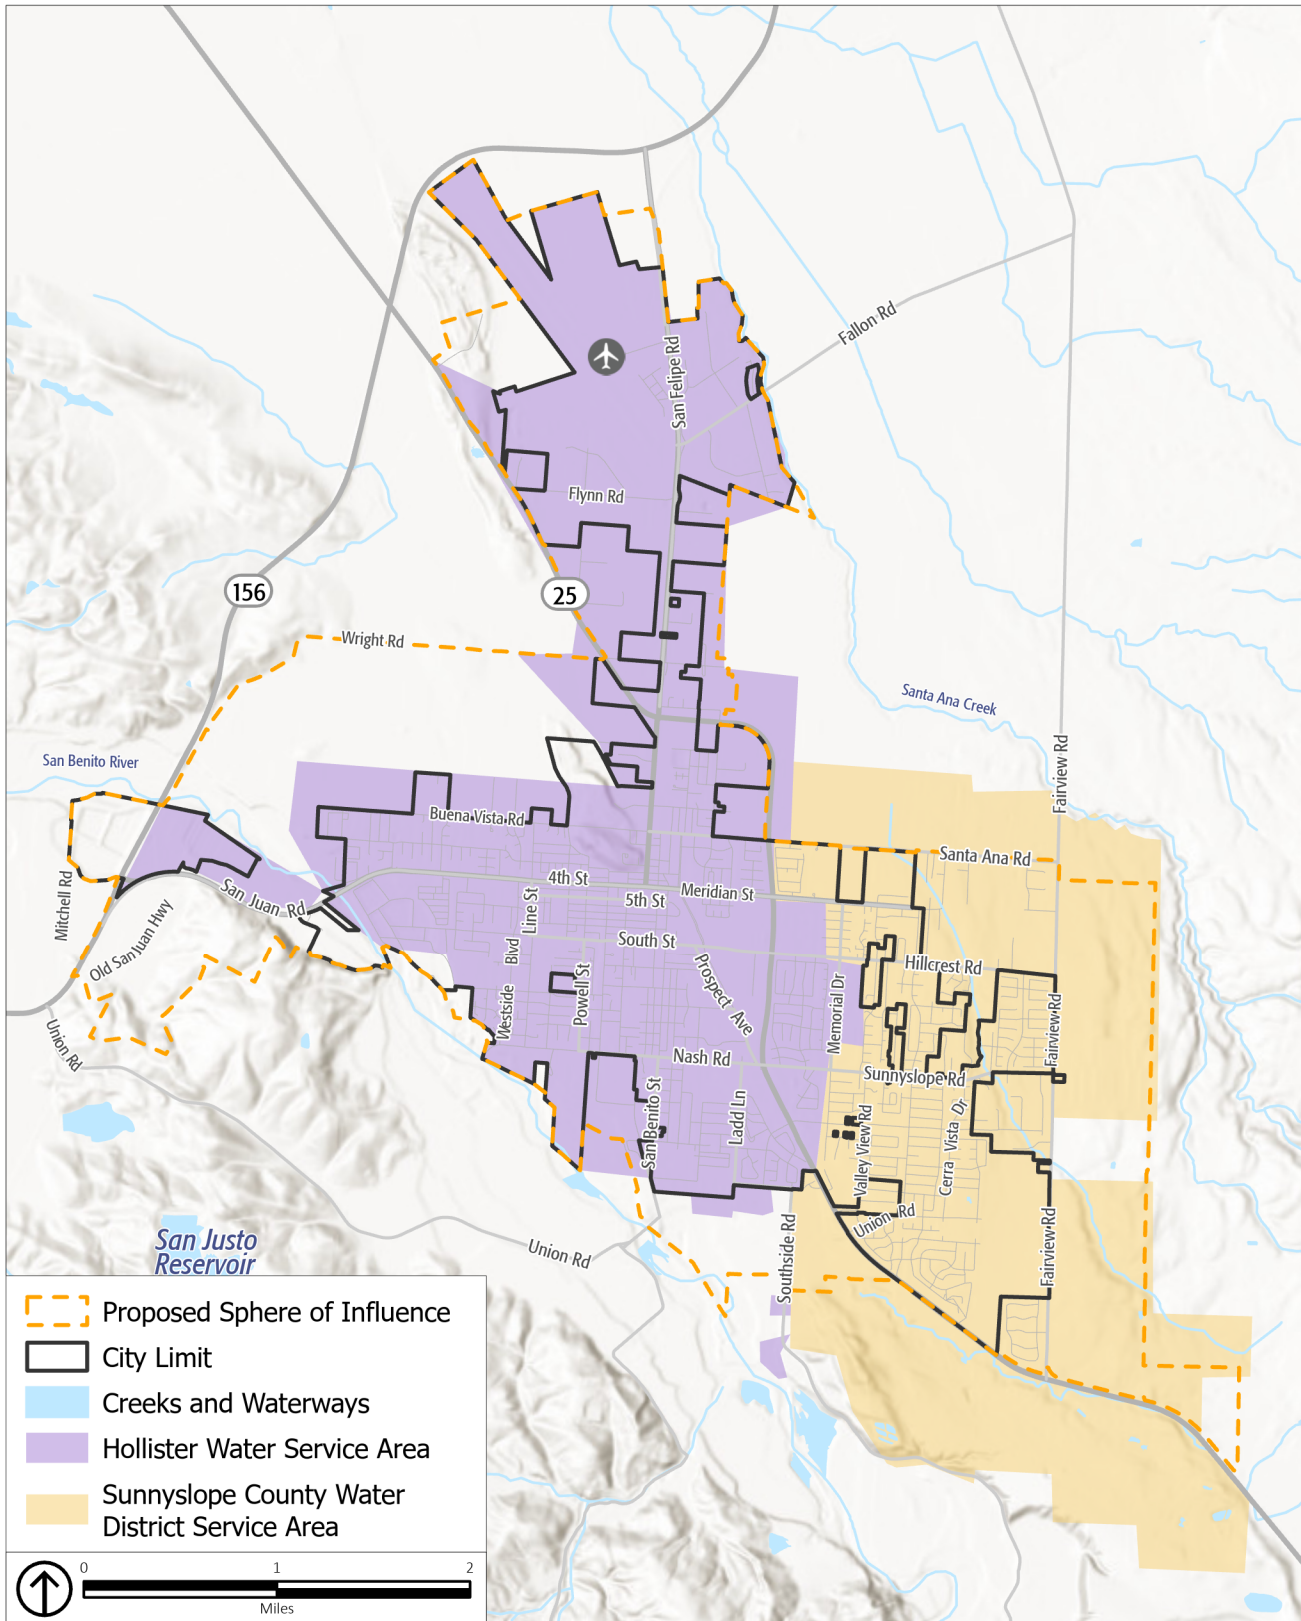 San Felipe Rd
Fallon Rd
Flynn Rd
156
25
Wright Rd
Santa Ana Creek
San Benito River
Fairview Rd
Buena Vista Rd
Santa Ana Rd
4th St
Meridian St
5th St
Line St
San Juan Rd
Mitchell Rd
Old San Juan Hwy
South St
Hillcrest Rd
Westside Blvd
Powell St
Prospect Ave
Memorial Dr
Fairview Rd
Union Rd
Nash Rd
Sunnyslope Rd
San Benito St
Ladd Ln
Valley View Rd
Cerra Vista Dr
Union Rd
Union Rd
Southside Rd
Fairview Rd
San Justo
Reservoir
Proposed Sphere of Influence
City Limit
Creeks and Waterways
Hollister Water Service Area
Sunnyslope County Water
District Service Area
0 1 2
Miles